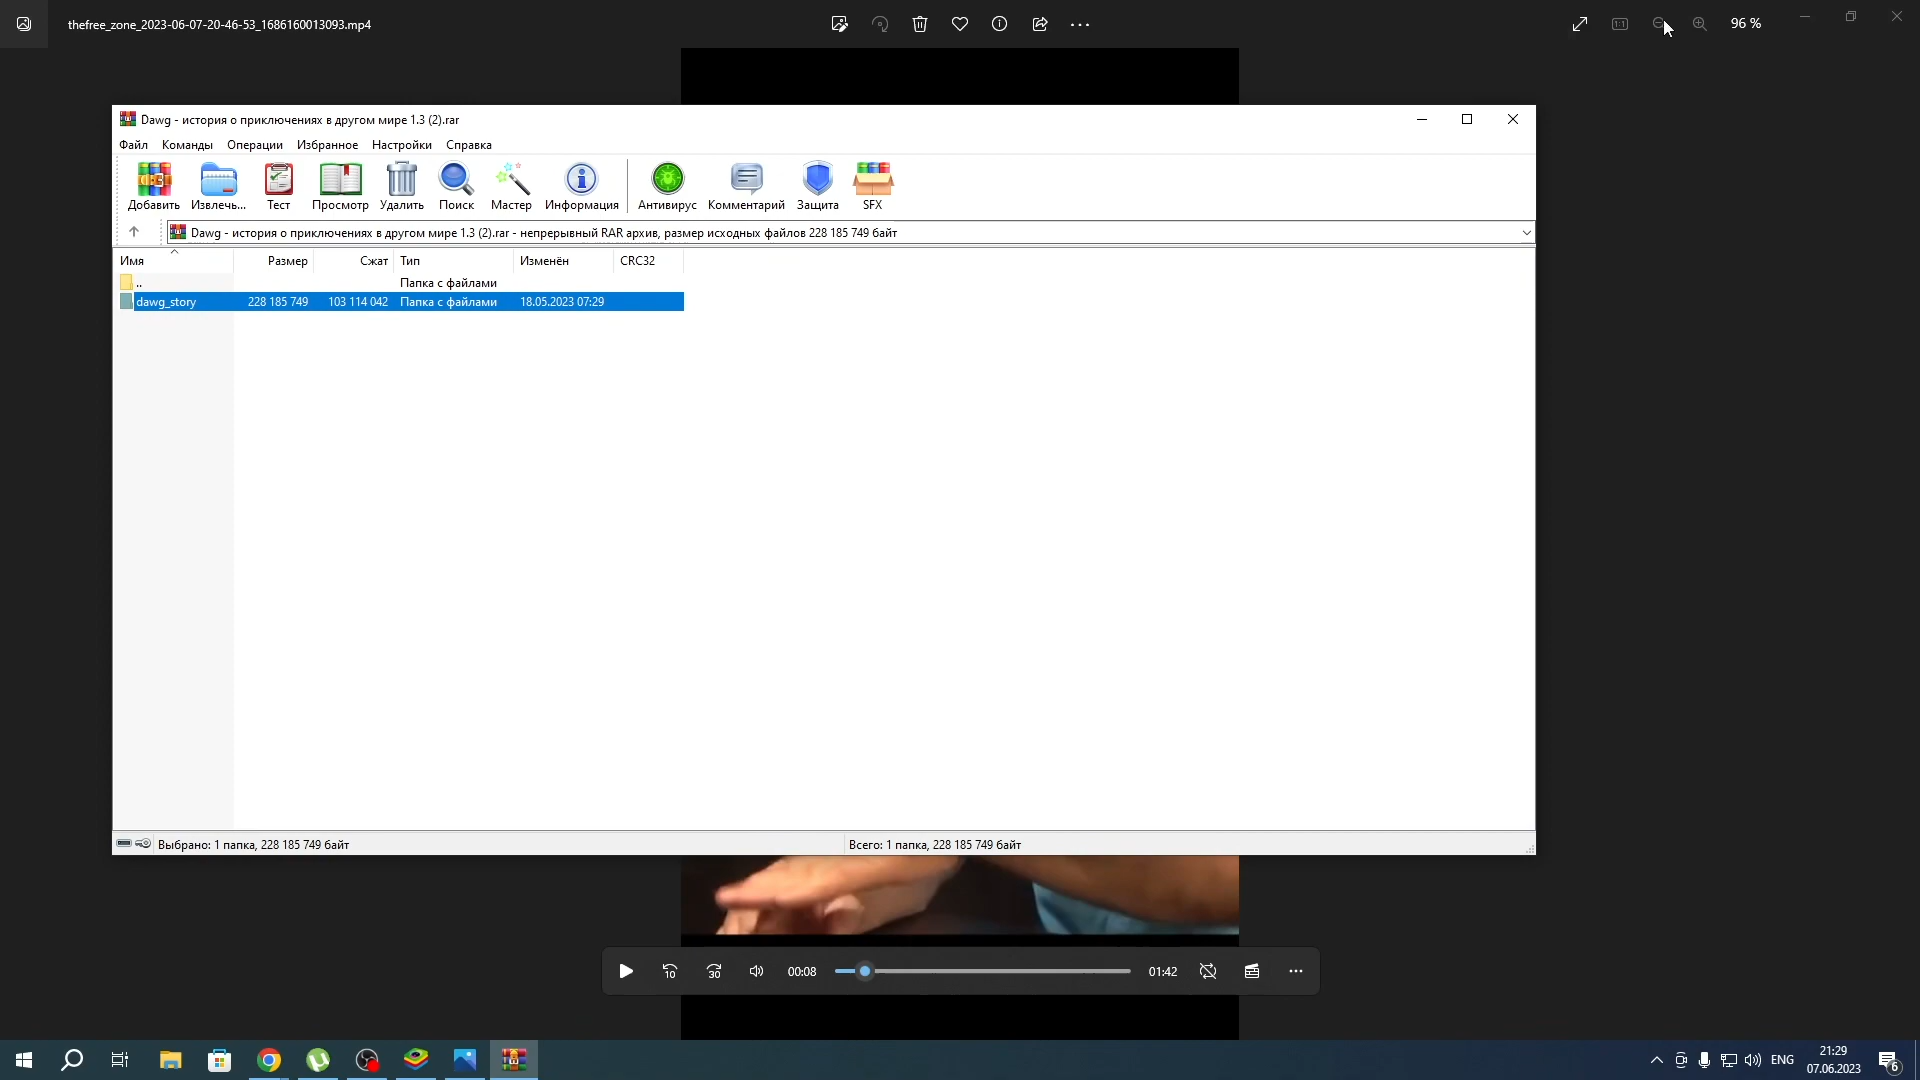 thefree_zone_2023-06-07-20-46-53_1686160013093.mp4
1:1
96 %
Dawg - история о приключениях в другом мире 1.3 (2).rar
Файл Команды Операции Избранное Настройки Справка
Добавить Извлечь... Тест Просмотр Удалить Поиск Мастер Информация Антивирус Комментарий Защита SFX
Dawg - история о приключениях в другом мире 1.3 (2).rar - непрерывный RAR архив, размер исходных файлов 228 185 749 байт
Имя Размер Сжат Тип Изменён CRC32
.. Папка с файлами
dawg_story 228 185 749 103 114 042 Папка с файлами 18.05.2023 07:29
Выбрано: 1 папка, 228 185 749 байт Всего: 1 папка, 228 185 749 байт
10 30 00:08 01:42
ENG 21:29
07.06.2023 6